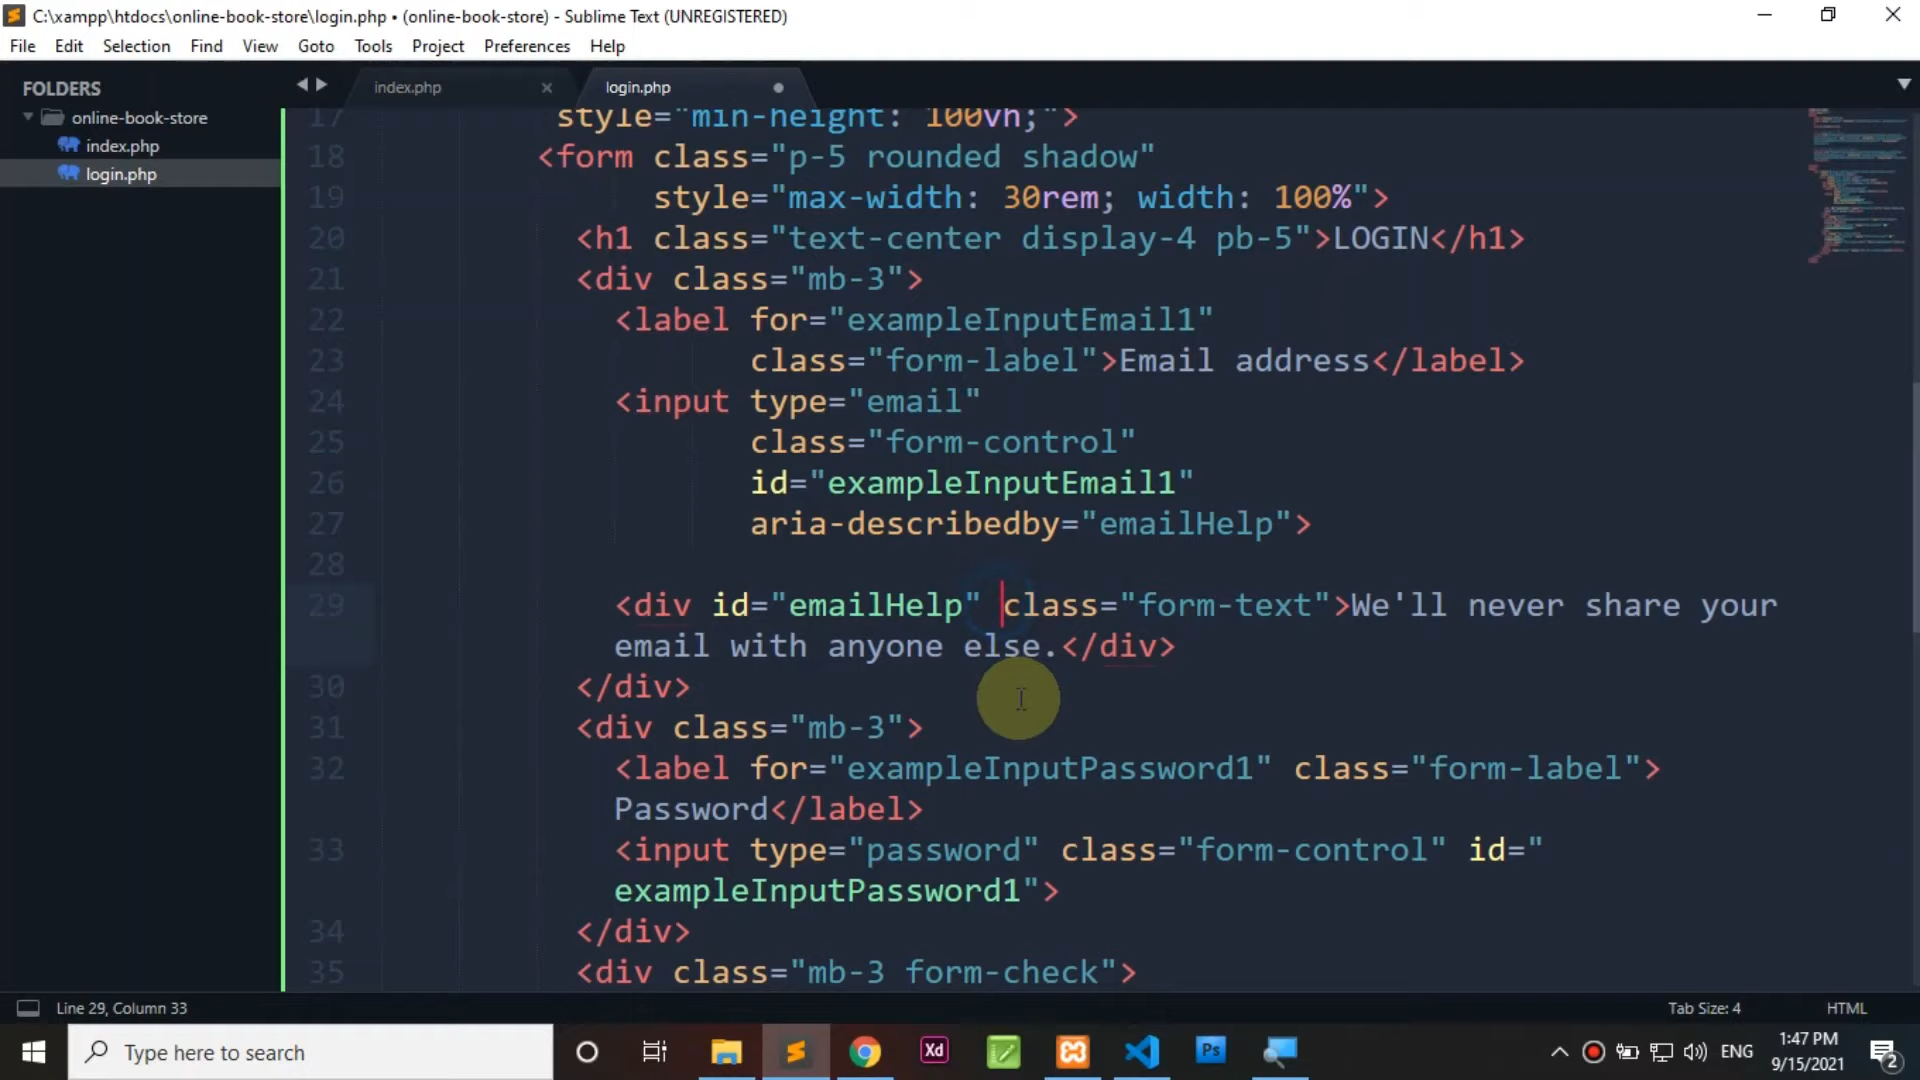 C:\xampp\htdocs\online-book-store\login.php • (online-book-store) - Sublime Text (UNREGISTERED)
File Edit Selection Find View Goto Tools Project Preferences Help
FOLDERS
online-book-store
index.php
login.php
index.php × login.php
17 style="min-height: 100vh;">
18 <form class="p-5 rounded shadow"
19 style="max-width: 30rem; width: 100%">
20 <h1 class="text-center display-4 pb-5">LOGIN</h1>
21 <div class="mb-3">
22 <label for="exampleInputEmail1"
23 class="form-label">Email address</label>
24 <input type="email"
25 class="form-control"
26 id="exampleInputEmail1"
27 aria-describedby="emailHelp">
28
29 <div id="emailHelp" class="form-text">We'll never share your
email with anyone else.</div>
30 </div>
31 <div class="mb-3">
32 <label for="exampleInputPassword1" class="form-label">
Password</label>
33 <input type="password" class="form-control" id="
exampleInputPassword1">
34 </div>
35 <div class="mb-3 form-check">
Line 29, Column 33 Tab Size: 4 HTML
Type here to search
Xd
Ps
ENG
1:47 PM
9/15/2021
2